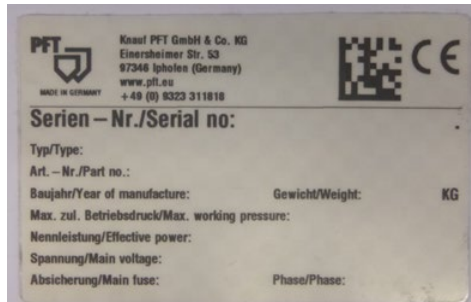 PFT
MADE IN GERMANY
Knauf PFT GmbH & Co. KG
Einersheimer Str. 53
97346 Iphofen (Germany)
www.pft.eu
+49 (0) 9323 311818
CE
Serien – Nr./Serial no:
Typ/Type:
Art. – Nr./Part no.:
Baujahr/Year of manufacture: Gewicht/Weight: KG
Max. zul. Betriebsdruck/Max. working pressure:
Nennleistung/Effective power:
Spannung/Main voltage:
Absicherung/Main fuse: Phase/Phase: